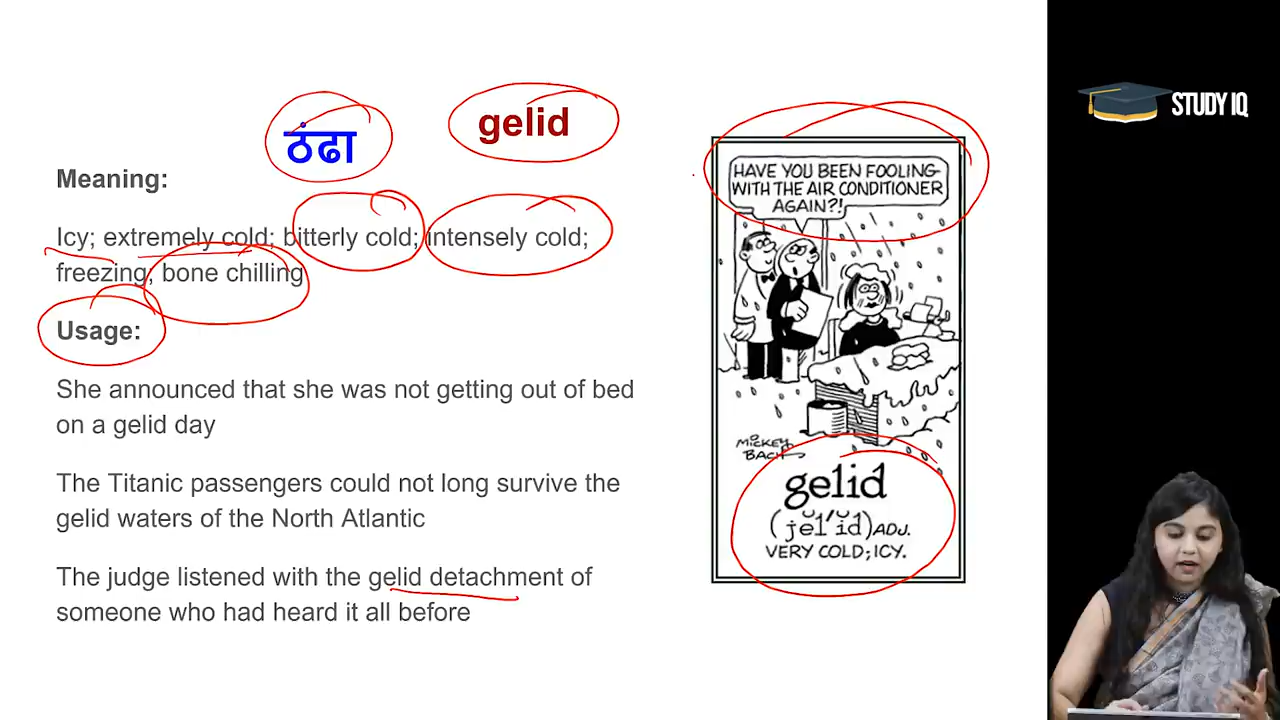 ठंढा
gelid
Meaning:
Icy; extremely cold; bitterly cold; intensely cold;
freezing; bone chilling
Usage:
She announced that she was not getting out of bed
on a gelid day
The Titanic passengers could not long survive the
gelid waters of the North Atlantic
The judge listened with the gelid detachment of
someone who had heard it all before
HAVE YOU BEEN FOOLING
WITH THE AIR CONDITIONER
AGAIN?!
MICKEY
BACH
gelid
(jĕl′ĭd) ADJ.
VERY COLD; ICY.
STUDY IQ